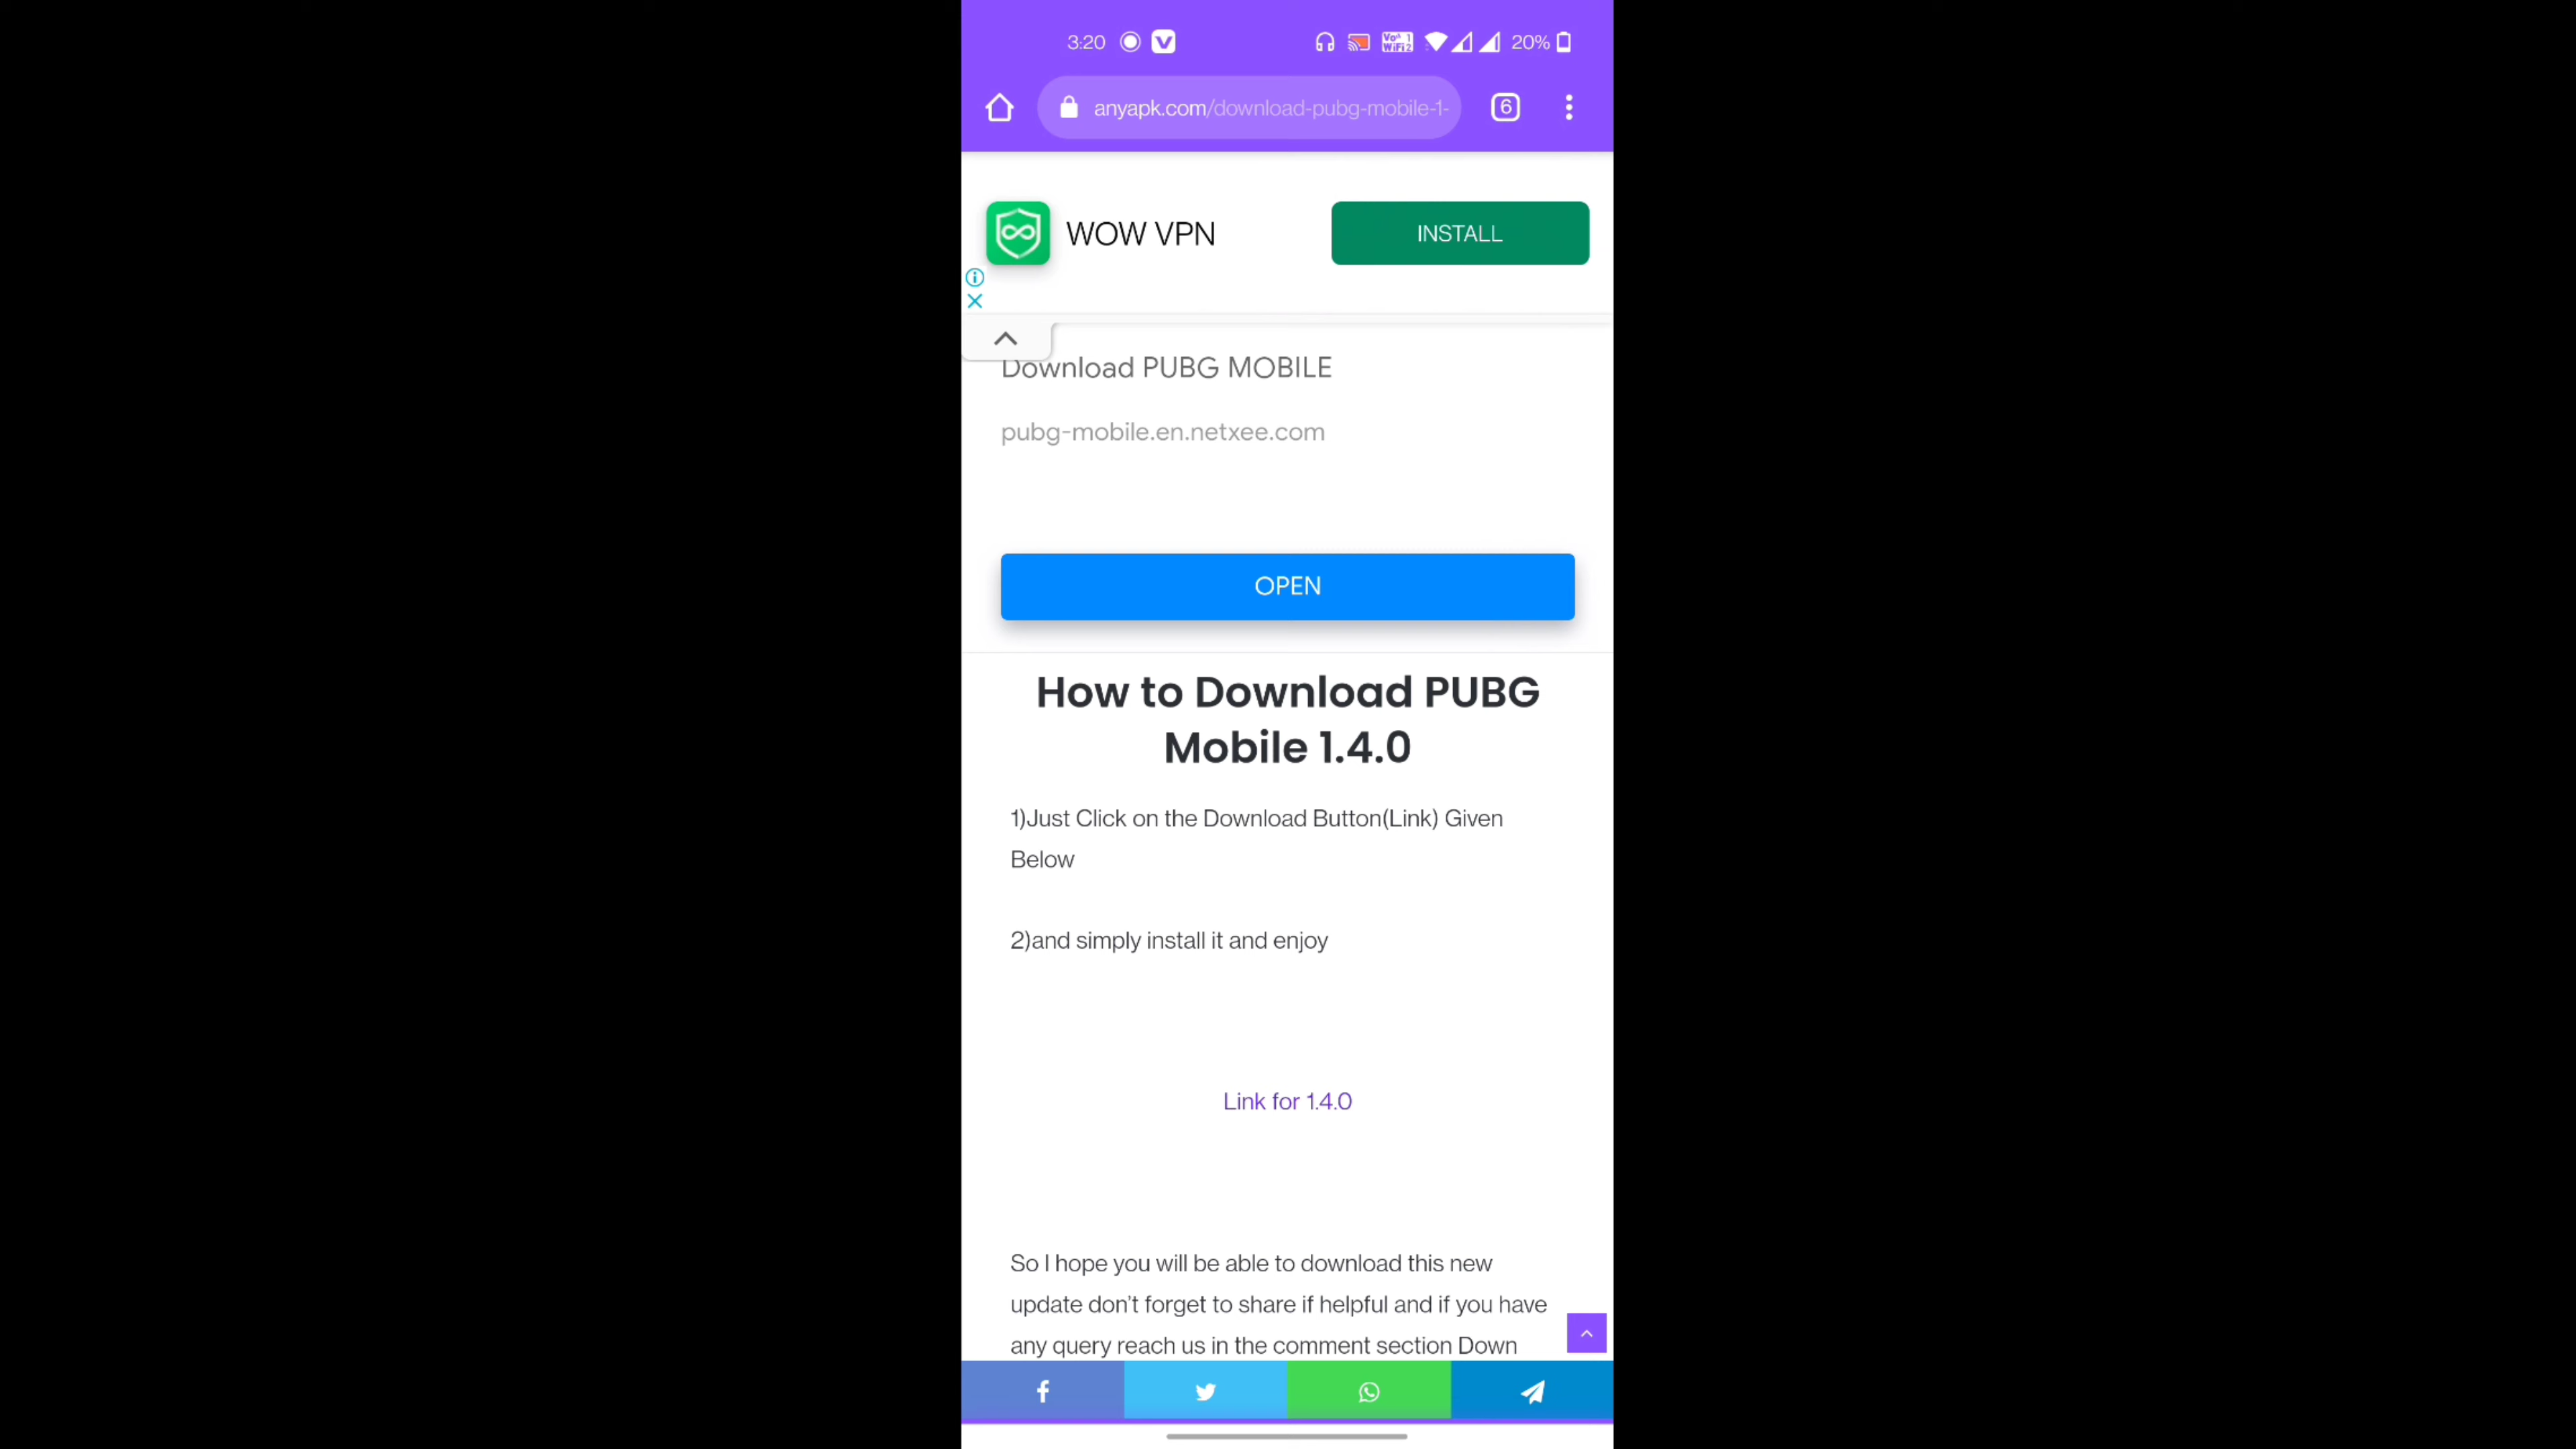 3:20
Vo 1 WiFi2
20%
anyapk.com/download-pubg-mobile-1-
6
WOW VPN
INSTALL
Download PUBG MOBILE
pubg-mobile.en.netxee.com
OPEN
How to Download PUBG
Mobile 1.4.0
1)Just Click on the Download Button(Link) Given
Below
2)and simply install it and enjoy
Link for 1.4.0
So I hope you will be able to download this new
update don't forget to share if helpful and if you have
any query reach us in the comment section Down